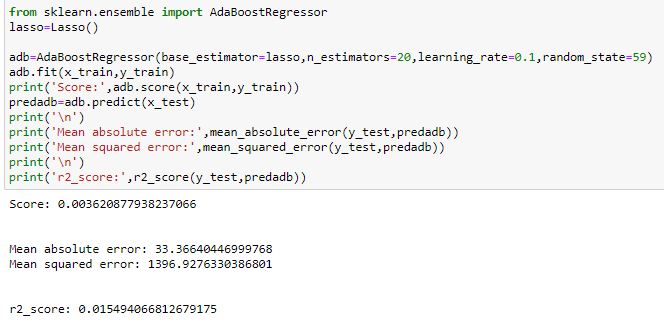 from sklearn.ensemble import AdaBoostRegressor
lasso=Lasso()
adb=AdaBoostRegressor(base_estimator=lasso,n_estimators=20,learning_rate=0.1,random_state=59)
adb.fit(x_train,y_train)
print('Score:',adb.score(x_train,y_train))
predadb=adb.predict(x_test)
print('\n')
print('Mean absolute error:',mean_absolute_error(y_test,predadb))
print('Mean squared error:',mean_squared_error(y_test,predadb))
print('\n')
print('r2_score:',r2_score(y_test,predadb))
Score: 0.003620877938237066
Mean absolute error: 33.36640446999768
Mean squared error: 1396.9276330386801
r2_score: 0.015494066812679175